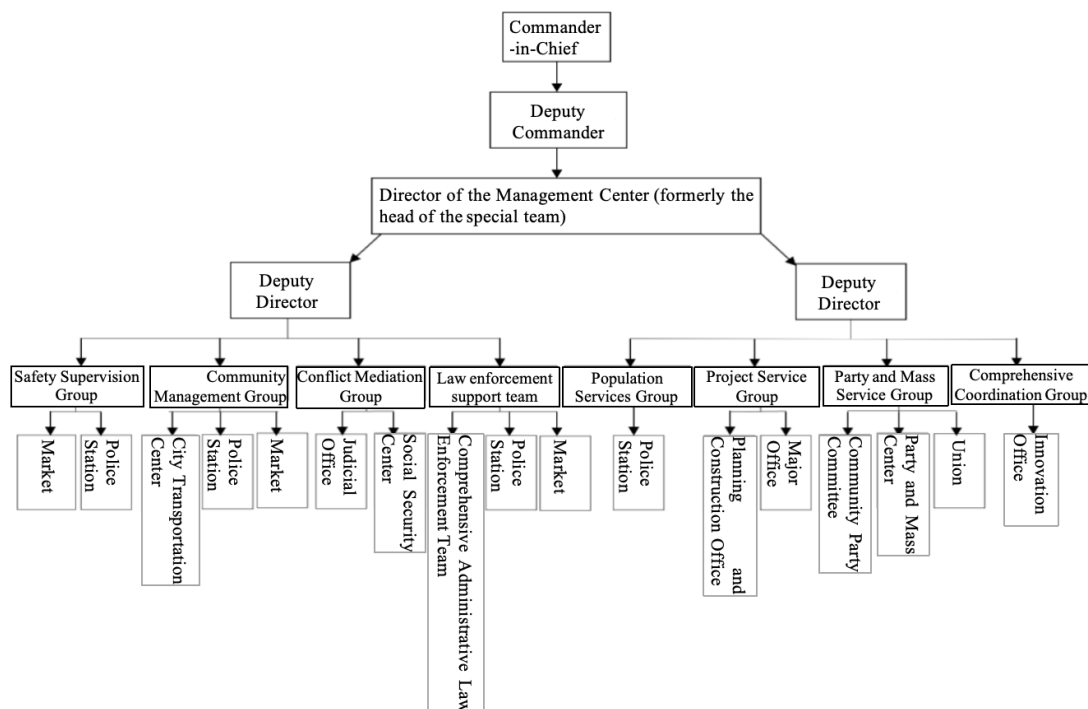 Commander
-in-Chief
Deputy
Commander
Director of the Management Center (formerly the
head of the special team)
Deputy
Director
Deputy
Director
Safety Supervision
Group
Community
Management Group
Conflict Mediation
Group
Law enforcement
support team
Population
Services Group
Project Service
Group
Party and Mass
Service Group
Comprehensive
Coordination Group
Market
Police
Station
City Transportation
Center
Police
Station
Market
Judicial
Office
Social Security
Center
Comprehensive Administrative Law
Enforcement Team
Police
Station
Market
Police
Station
Planning and
Construction Office
Major
Office
Community Party
Committee
Party and Mass
Center
Union
Innovation
Office